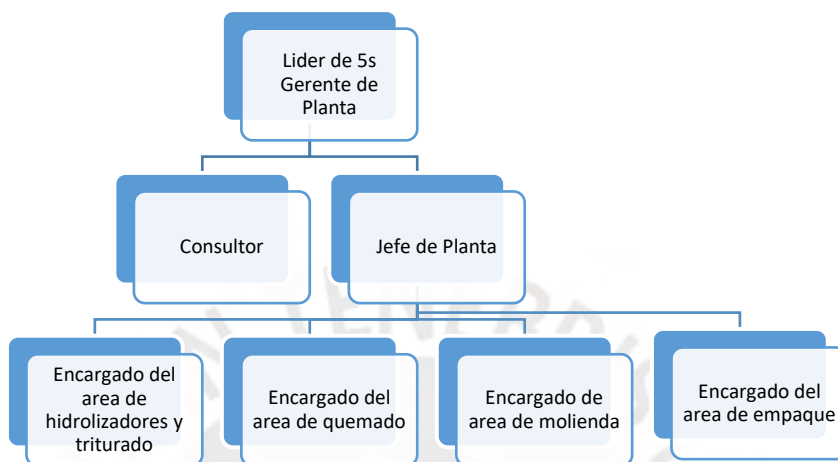 Lider de 5s
Gerente de
Planta
Consultor
Jefe de Planta
Encargado del
area de
hidrolizadores y
triturado
Encargado del
area de quemado
Encargado de
area de molienda
Encargado del
area de empaque